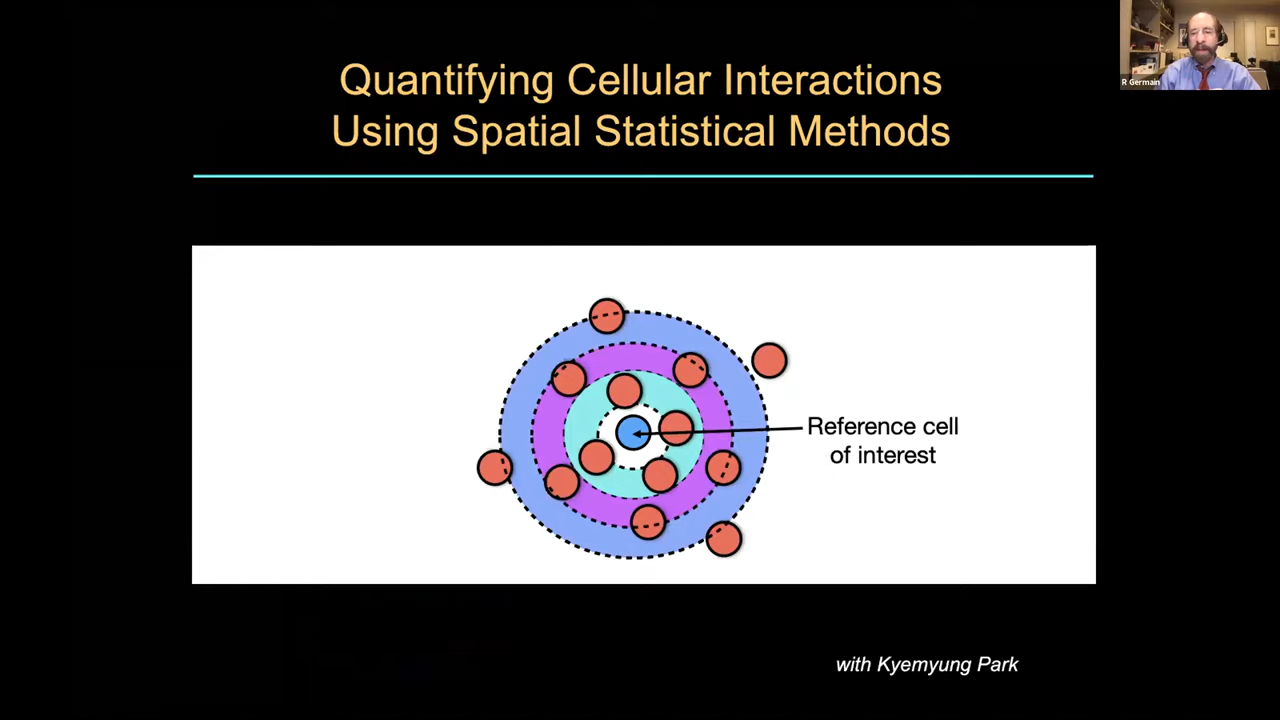 Quantifying Cellular Interactions
Using Spatial Statistical Methods
R Germain
Reference cell
of interest
with Kyemyung Park